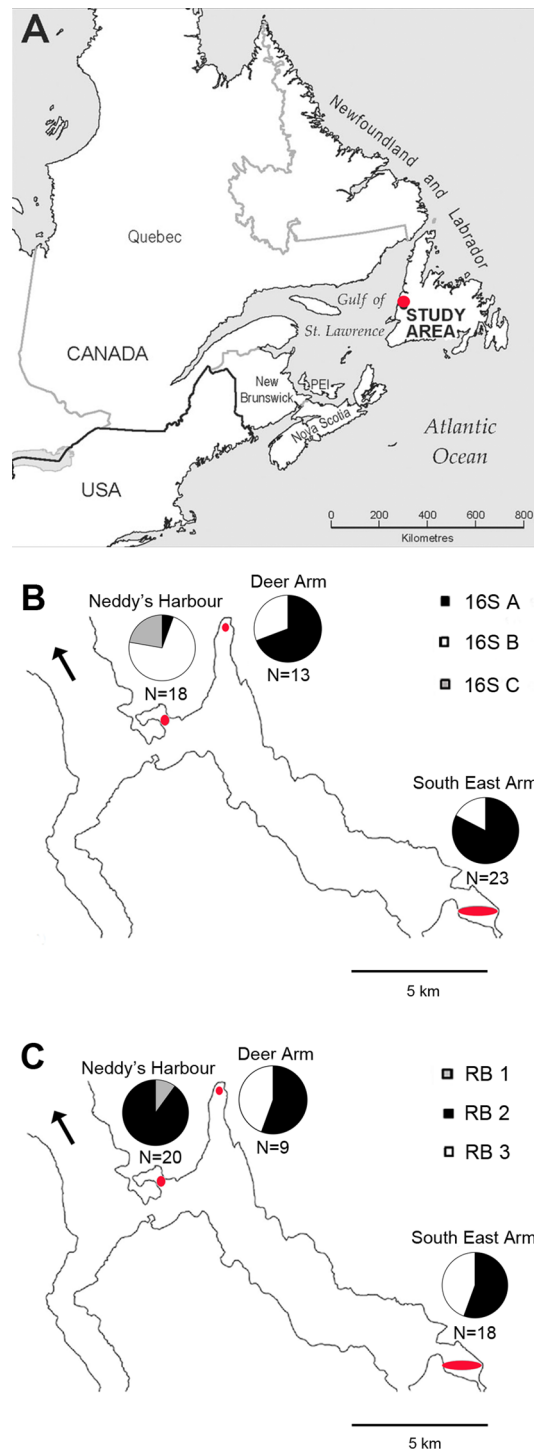 A
Newfoundland and Labrador
Quebec
Gulf of
St. Lawrence
STUDY
AREA
CANADA
New
Brunswick
PEI
Nova Scotia
Atlantic
Ocean
USA
0 200 400 600 800
Kilometres
B
Deer Arm
Neddy's Harbour
N=13
N=18
16S A
16S B
16S C
South East Arm
N=23
5 km
C
Deer Arm
Neddy's Harbour
N=9
N=20
RB 1
RB 2
RB 3
South East Arm
N=18
5 km